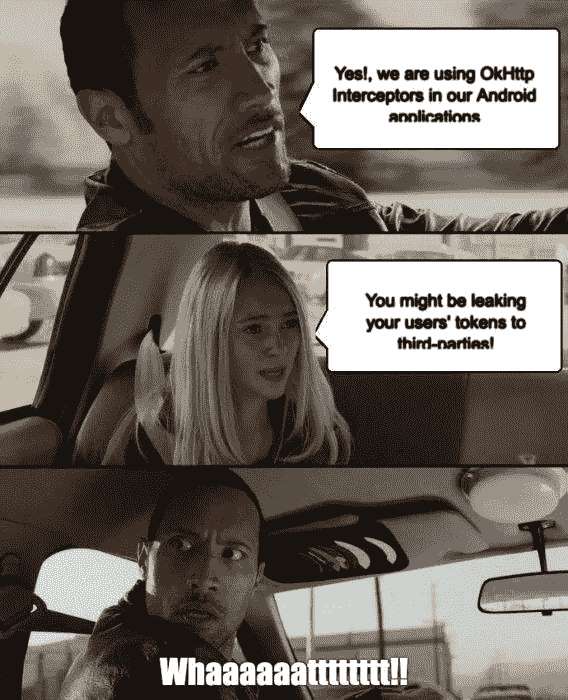 Yes!, we are using OkHttp
Interceptors in our Android
applications
You might be leaking
your users' tokens to
third-parties!
Whaaaaaaatttttttt!!